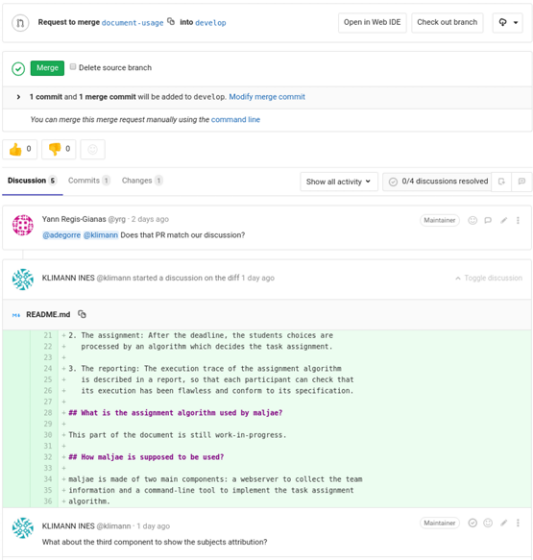 Request to merge document-usage into develop
Open in Web IDE
Check out branch
Merge
Delete source branch
1 commit and 1 merge commit will be added to develop. Modify merge commit
You can merge this merge request manually using the command line
👍 0
👎 0
Discussion 5
Commits 1
Changes 1
Show all activity
0/4 discussions resolved
Yann Regis-Gianas @yrg · 2 days ago
Maintainer
@adegorre @klimann Does that PR match our discussion?
KLIMANN INES @klimann started a discussion on the diff 1 day ago
Toggle discussion
README.md
21 + 2. The assignment: After the deadline, the students choices are
22 + processed by an algorithm which decides the task assignment.
23 +
24 + 3. The reporting: The execution trace of the assignment algorithm
25 + is described in a report, so that each participant can check that
26 + its execution has been flawless and conform to its specification.
27 +
28 + ## What is the assignment algorithm used by maljae?
29 +
30 + This part of the document is still work-in-progress.
31 +
32 + ## How maljae is supposed to be used?
33 +
34 + maljae is made of two main components: a webserver to collect the team
35 + information and a command-line tool to implement the task assignment
36 + algorithm.
KLIMANN INES @klimann · 1 day ago
Maintainer
What about the third component to show the subjects attribution?